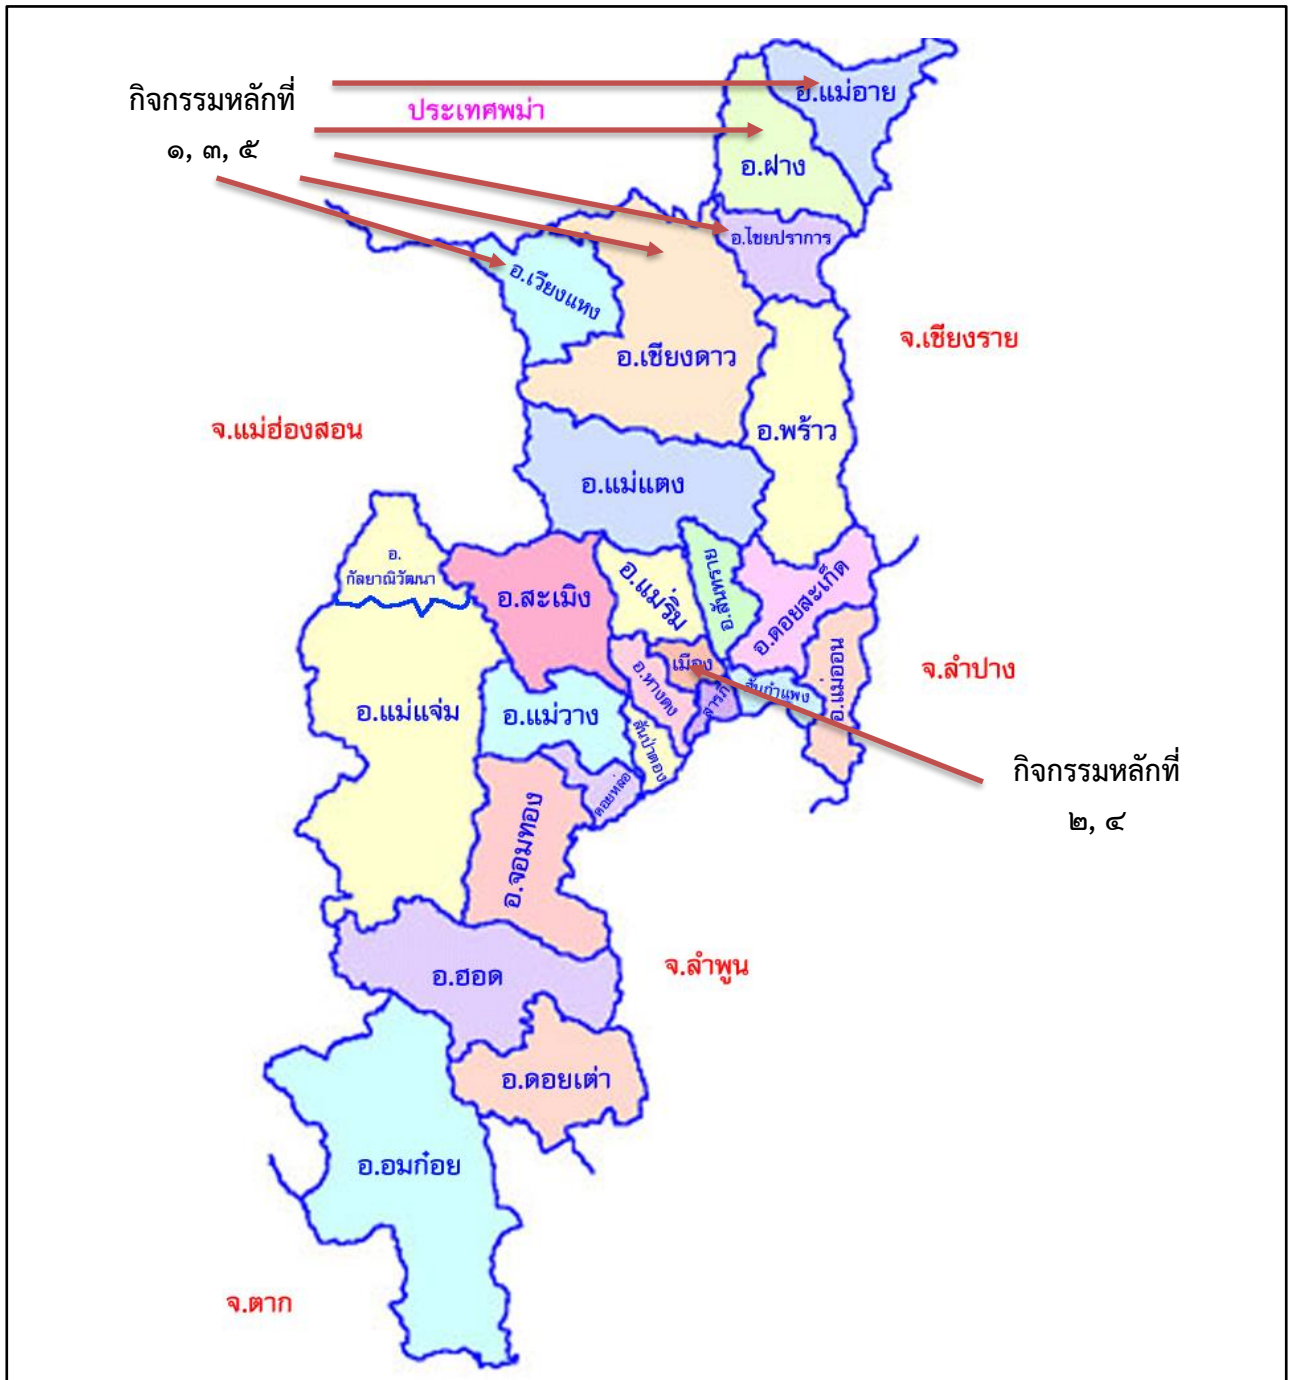 กิจกรรมหลักที่
๑, ๓, ๕
ประเทศพม่า
อ.แม่อาย
อ.ฝาง
อ.ไชยปราการ
อ.เวียงแหง
อ.เชียงดาว
จ.เชียงราย
จ.แม่ฮ่องสอน
อ.พร้าว
อ.แม่แตง
อ.
กัลยาณิวัฒนา
อ.สะเมิง
อ.แม่ริม
อ.สันทราย
อ.ดอยสะเก็ด
เมือง
อ.หางดง
สารภี
สันกำแพง
อ.แม่ออน
จ.ลำปาง
อ.แม่แจ่ม
อ.แม่วาง
สันป่าตอง
ดอยหล่อ
กิจกรรมหลักที่
๒, ๔
อ.จอมทอง
อ.ฮอด
จ.ลำพูน
อ.ดอยเต่า
อ.อมก๋อย
จ.ตาก